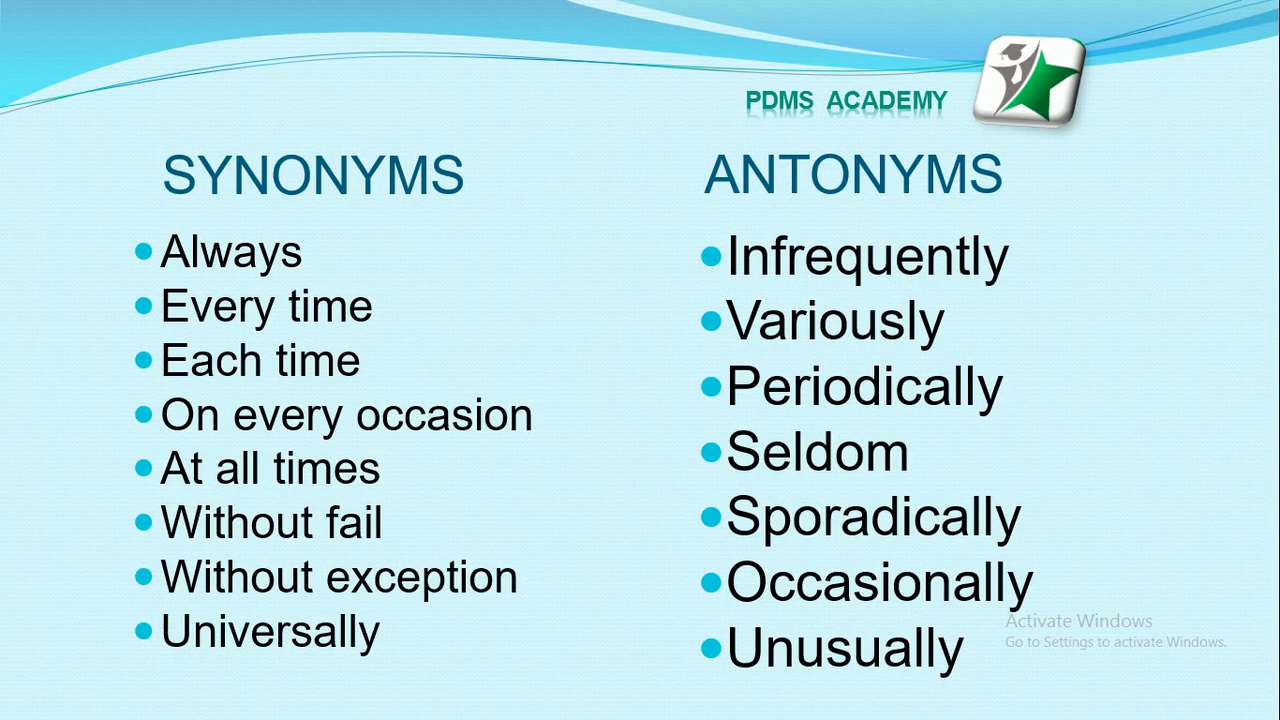 PDMS ACADEMY
SYNONYMS
Always
Every time
Each time
On every occasion
At all times
Without fail
Without exception
Universally
ANTONYMS
Infrequently
Variously
Periodically
Seldom
Sporadically
Occasionally
Unusually
Activate Windows
Go to Settings to activate Windows.